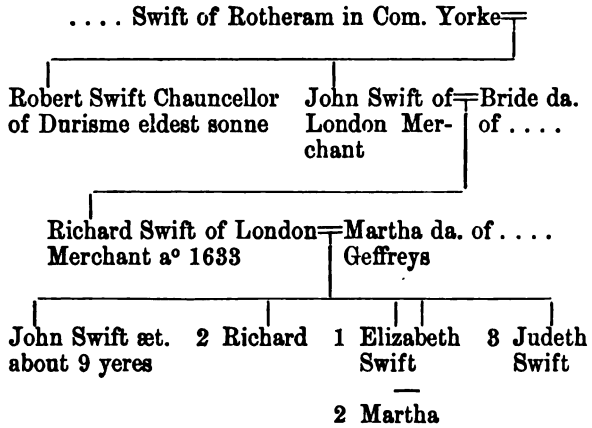 .... Swift of Rotheram in Com. Yorke
Robert Swift Chauncellor
of Durisme eldest sonne
John Swift of
London Mer-
chant
Bride da.
of ....
Richard Swift of London
Merchant aº 1633
Martha da. of ....
Geffreys
John Swift æt.
about 9 yeres
2 Richard
1 Elizabeth
Swift
2 Martha
3 Judeth
Swift